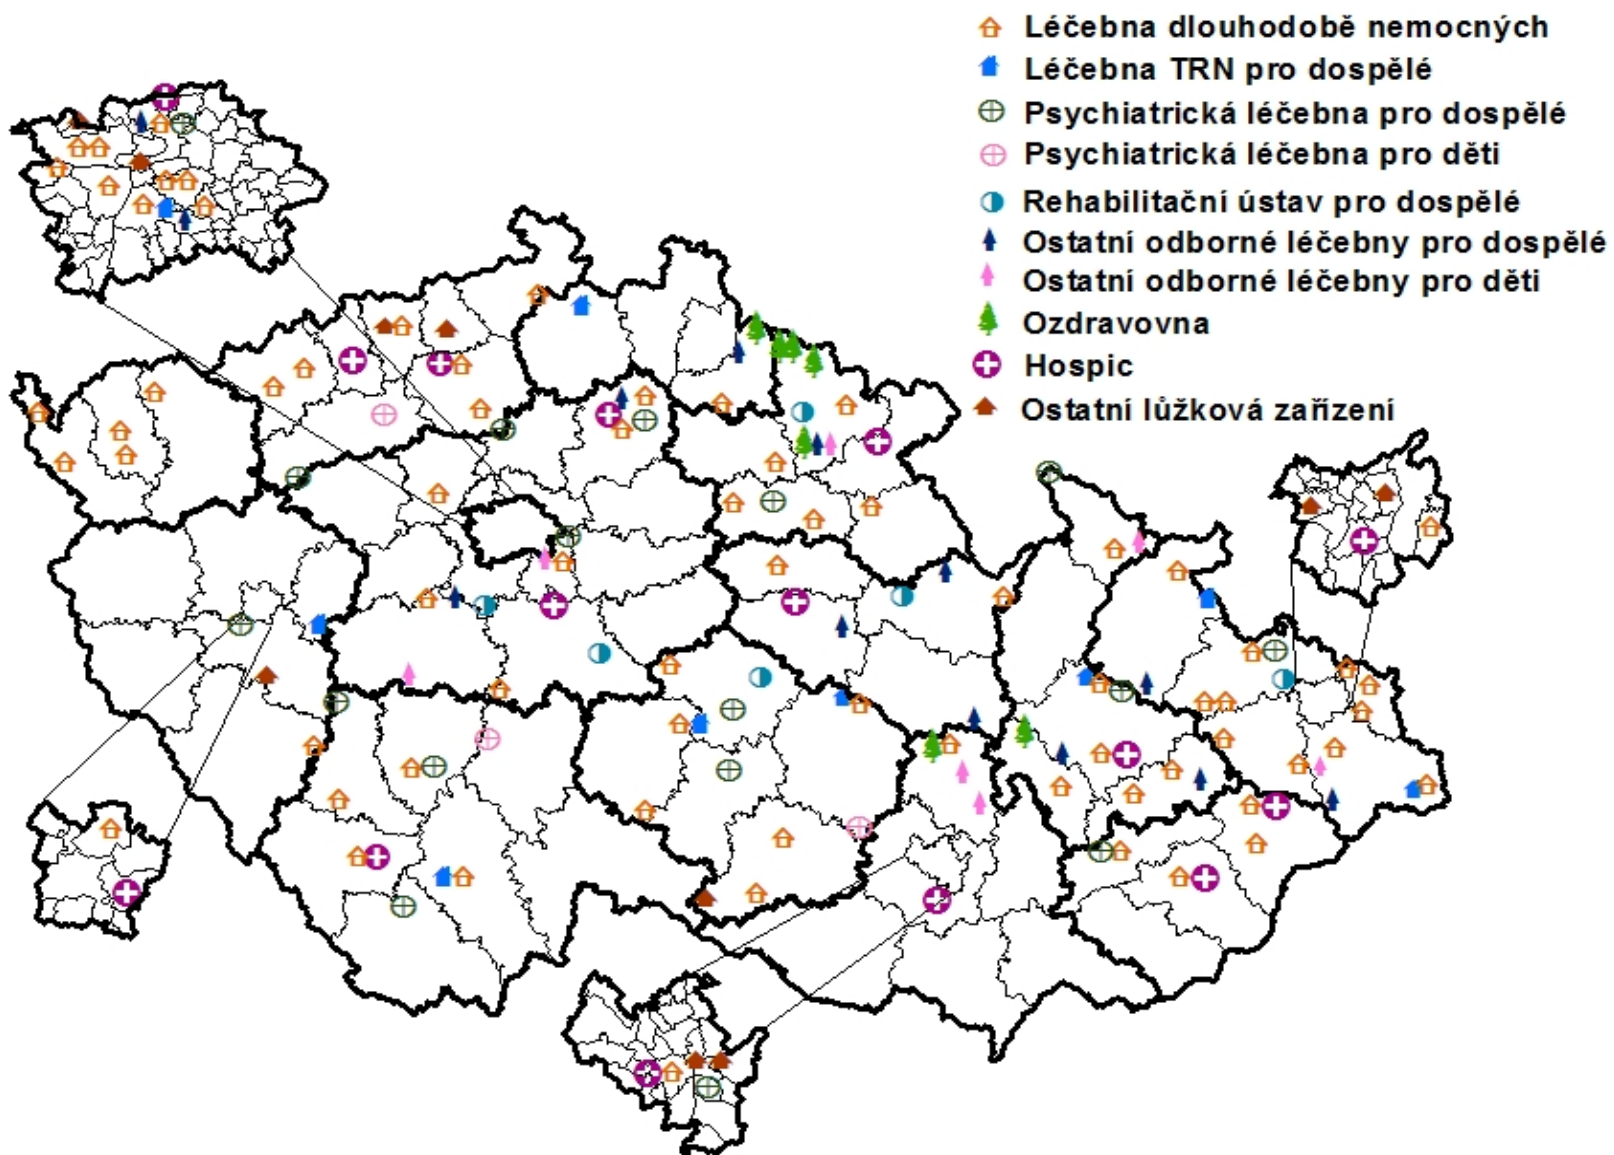 Léčebna dlouhodobě nemocných
Léčebna TRN pro dospělé
Psychiatrická léčebna pro dospělé
Psychiatrická léčebna pro děti
Rehabilitační ústav pro dospělé
Ostatní odborné léčebny pro dospělé
Ostatní odborné léčebny pro děti
Ozdravovna
Hospic
Ostatní lůžková zařízení